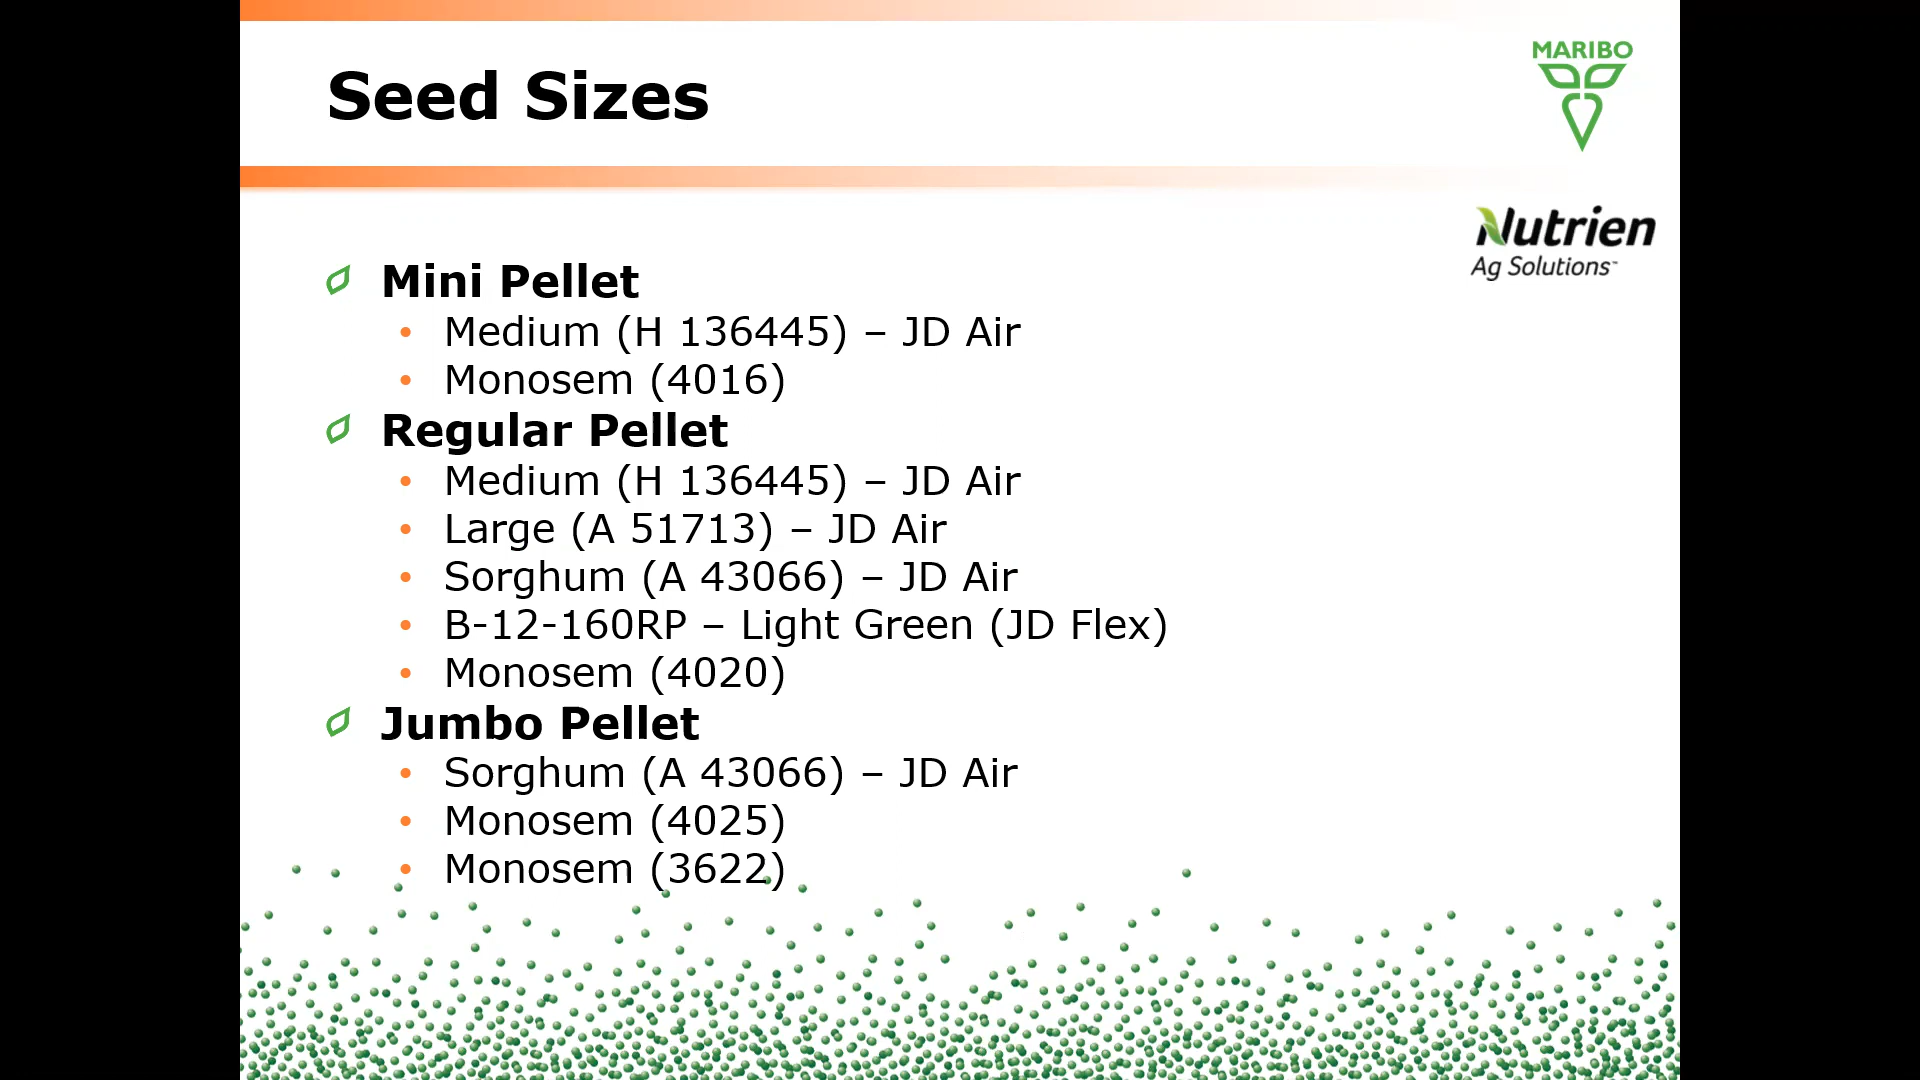 Seed Sizes
MARIBO
Nutrien
Ag Solutions™
Mini Pellet
• Medium (H 136445) – JD Air
• Monosem (4016)
Regular Pellet
• Medium (H 136445) – JD Air
• Large (A 51713) – JD Air
• Sorghum (A 43066) – JD Air
• B-12-160RP – Light Green (JD Flex)
• Monosem (4020)
Jumbo Pellet
• Sorghum (A 43066) – JD Air
• Monosem (4025)
• Monosem (3622)